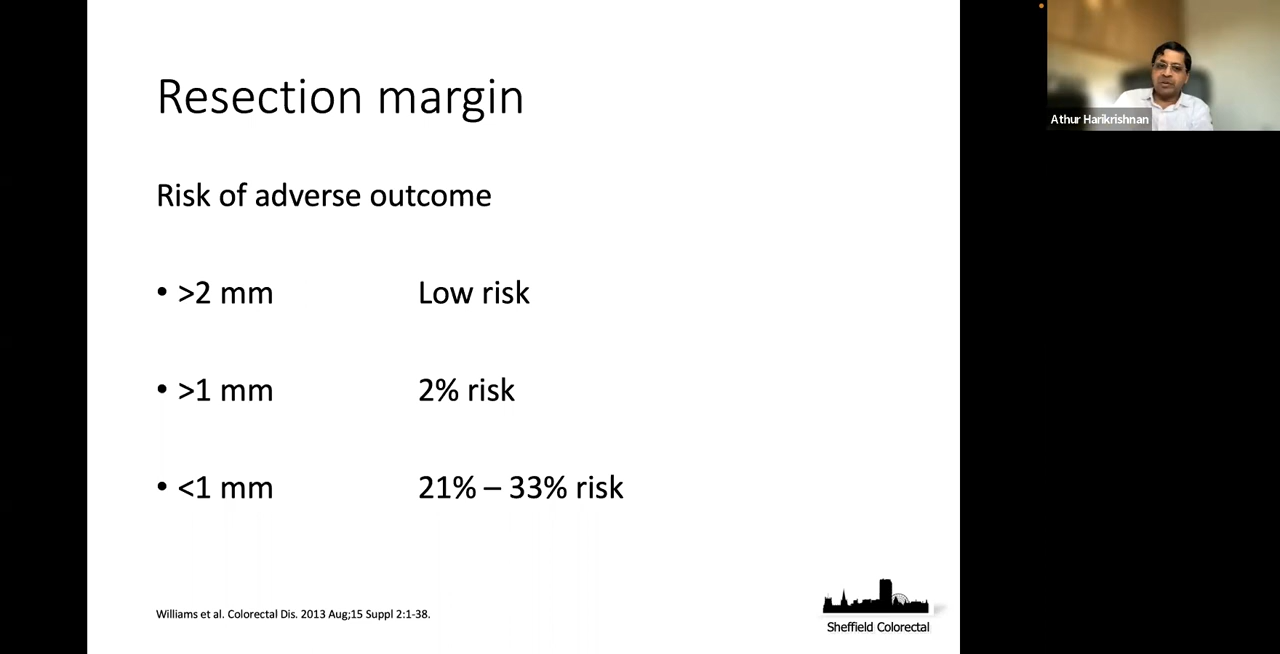 Resection margin
Risk of adverse outcome
• >2 mm Low risk
• >1 mm 2% risk
• <1 mm 21% – 33% risk
Williams et al. Colorectal Dis. 2013 Aug;15 Suppl 2:1-38.
Sheffield Colorectal
Athur Harikrishnan